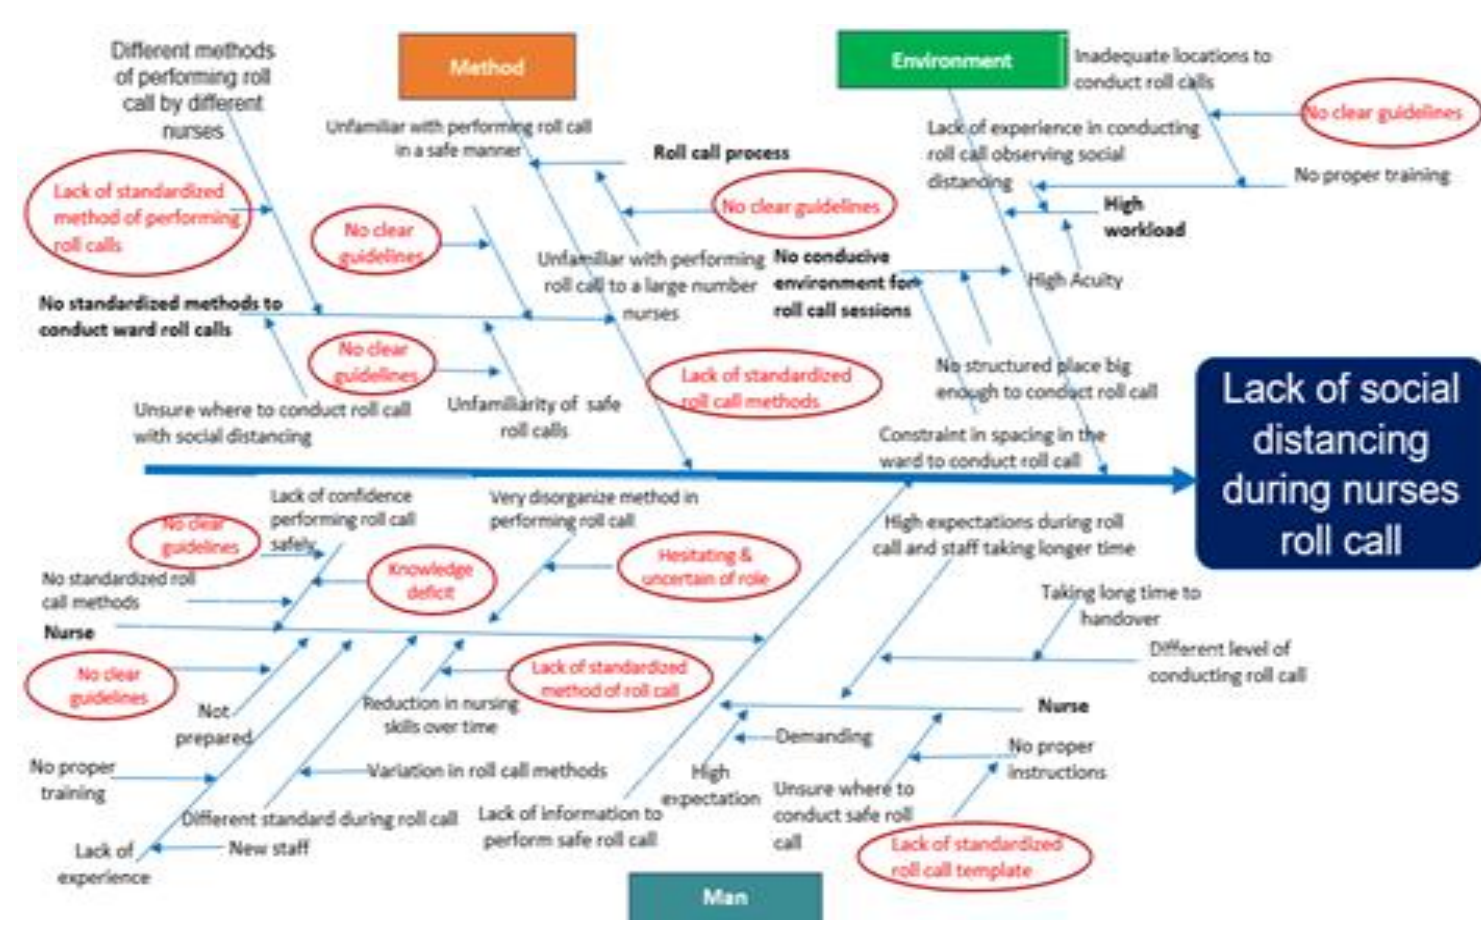 Different methods
of performing roll
call by different
nurses
Method
Environment
Inadequate locations to
conduct roll calls
No clear guidelines
Unfamiliar with performing roll call
in a safe manner
Roll call process
Lack of experience in conducting
roll call observing social
distancing
No proper training
Lack of standardized
method of performing
roll calls
No clear
guidelines
No clear guidelines
High
workload
Unfamiliar with performing
roll call to a large number
nurses
No conducive
environment for
roll call sessions
High Acuity
No standardized methods to
conduct ward roll calls
No clear
guidelines
Lack of standardized
roll call methods
No structured place big
enough to conduct roll call
Unsure where to conduct roll call
with social distancing
Unfamiliarity of safe
roll calls
Constraint in spacing in the
ward to conduct roll call
Lack of social
distancing
during nurses
roll call
Lack of confidence
performing roll call
safely
Very disorganize method in
performing roll call
High expectations during roll
call and staff taking longer time
No clear
guidelines
Knowledge
deficit
Hesitating &
uncertain of role
No standardized roll
call methods
Taking long time to
handover
Nurse
No clear
guidelines
Lack of standardized
method of roll call
Different level of
conducting roll call
Not
prepared
Reduction in nursing
skills over time
Nurse
Demanding
No proper
instructions
No proper
training
Variation in roll call methods
High
expectation
Unsure where to
conduct safe roll
call
Different standard during roll call
Lack of information to
perform safe roll call
Lack of
experience
New staff
Lack of standardized
roll call template
Man